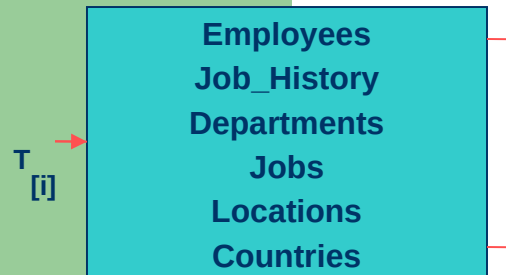 Employees
Job_History
Departments
Jobs
Locations
Countries
T
[i]